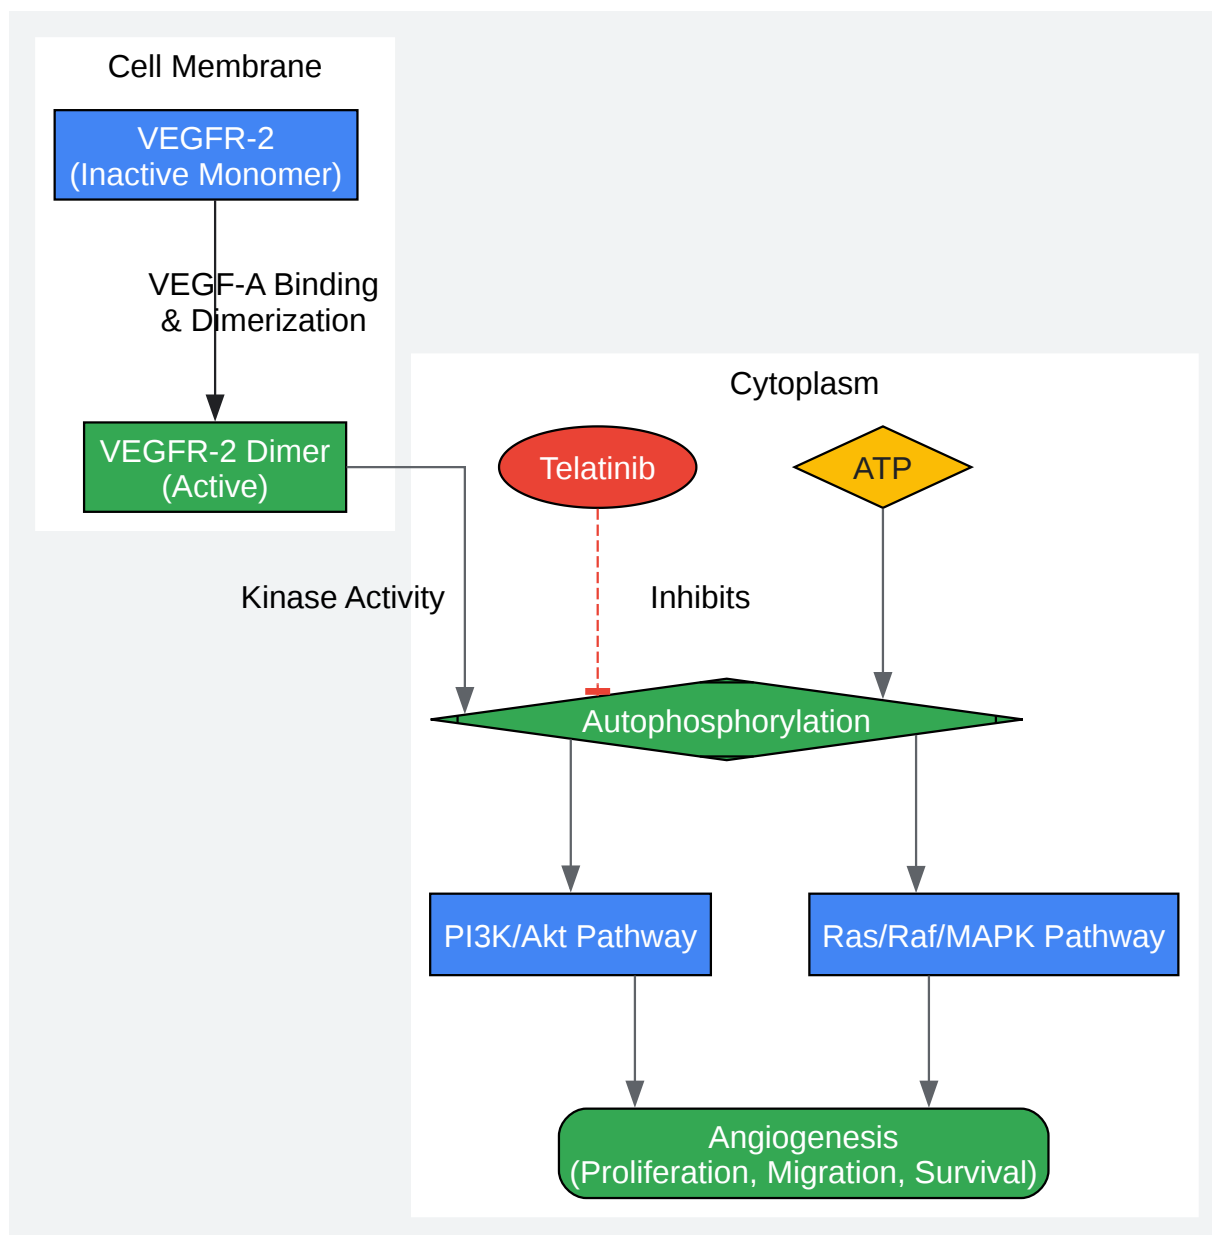 Cell Membrane
VEGFR-2
(Inactive Monomer)
VEGF-A Binding
& Dimerization
VEGFR-2 Dimer
(Active)
Kinase Activity
Cytoplasm
Telatinib
ATP
Inhibits
Autophosphorylation
PI3K/Akt Pathway
Ras/Raf/MAPK Pathway
Angiogenesis
(Proliferation, Migration, Survival)